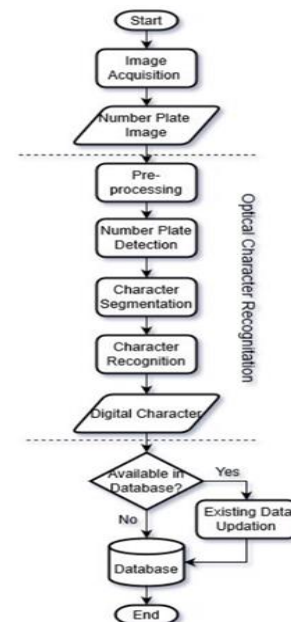 Start
Image
Acquisition
Number Plate
Image
Pre-
processing
Number Plate
Detection
Optical Character Recognitation
Character
Segmentation
Character
Recognition
Digital Character
Available in
Database?
Yes
No
Existing Data
Updation
Database
End